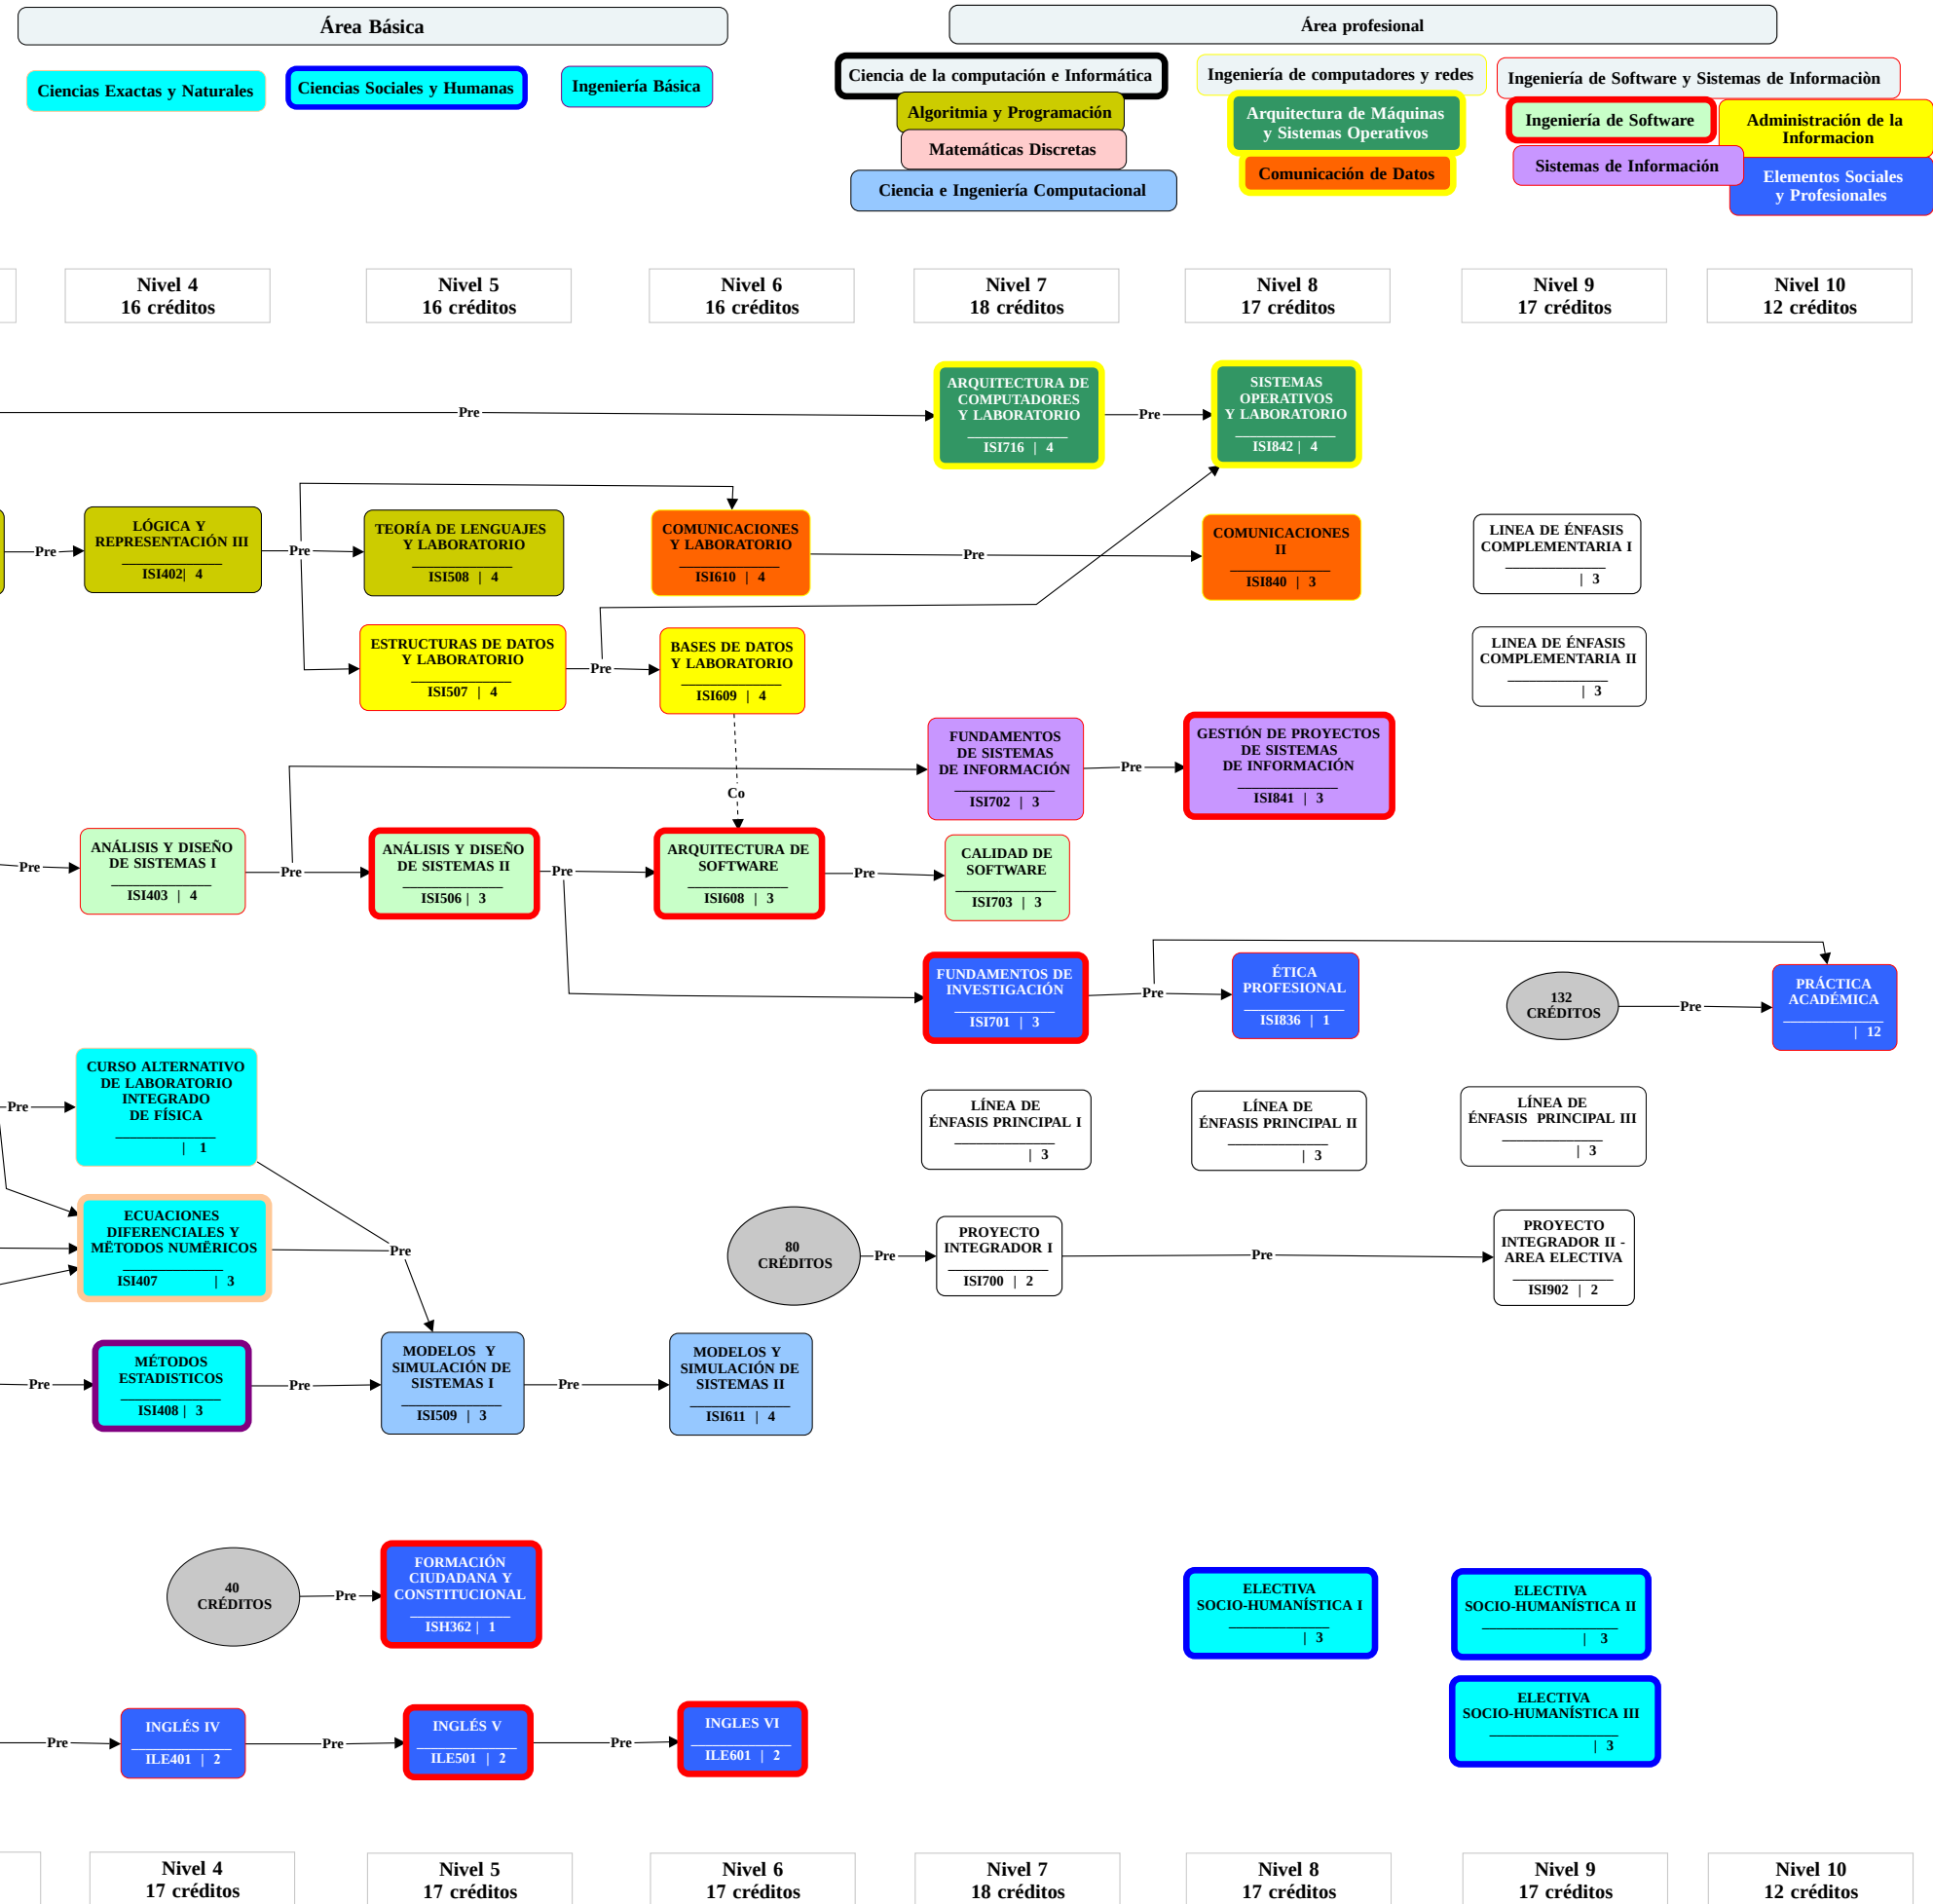 Área Básica
Área profesional
Ciencias Exactas y Naturales
Ciencias Sociales y Humanas
Ingeniería Básica
Ciencia de la computación e Informática
Algoritmia y Programación
Matemáticas Discretas
Ciencia e Ingeniería Computacional
Ingeniería de computadores y redes
Arquitectura de Máquinas
y Sistemas Operativos
Comunicación de Datos
Ingeniería de Software y Sistemas de Informaciòn
Ingeniería de Software
Administración de la
Informacion
Sistemas de Información
Elementos Sociales
y Profesionales
Nivel 4
16 créditos
Nivel 5
16 créditos
Nivel 6
16 créditos
Nivel 7
18 créditos
Nivel 8
17 créditos
Nivel 9
17 créditos
Nivel 10
12 créditos
Pre
ARQUITECTURA DE
COMPUTADORES
Y LABORATORIO
ISI716 | 4
Pre
SISTEMAS
OPERATIVOS
Y LABORATORIO
ISI842 | 4
Pre
LÓGICA Y
REPRESENTACIÓN III
ISI402| 4
Pre
TEORÍA DE LENGUAJES
Y LABORATORIO
ISI508 | 4
COMUNICACIONES
Y LABORATORIO
ISI610 | 4
Pre
COMUNICACIONES
II
ISI840 | 3
LINEA DE ÉNFASIS
COMPLEMENTARIA I
| 3
ESTRUCTURAS DE DATOS
Y LABORATORIO
ISI507 | 4
Pre
BASES DE DATOS
Y LABORATORIO
ISI609 | 4
LINEA DE ÉNFASIS
COMPLEMENTARIA II
| 3
Co
FUNDAMENTOS
DE SISTEMAS
DE INFORMACIÓN
ISI702 | 3
Pre
GESTIÓN DE PROYECTOS
DE SISTEMAS
DE INFORMACIÓN
ISI841 | 3
Pre
ANÁLISIS Y DISEÑO
DE SISTEMAS I
ISI403 | 4
Pre
ANÁLISIS Y DISEÑO
DE SISTEMAS II
ISI506 | 3
Pre
ARQUITECTURA DE
SOFTWARE
ISI608 | 3
Pre
CALIDAD DE
SOFTWARE
ISI703 | 3
FUNDAMENTOS DE
INVESTIGACIÓN
ISI701 | 3
Pre
ÉTICA
PROFESIONAL
ISI836 | 1
132
CRÉDITOS
Pre
PRÁCTICA
ACADÉMICA
| 12
Pre
CURSO ALTERNATIVO
DE LABORATORIO
INTEGRADO
DE FÍSICA
| 1
LÍNEA DE
ÉNFASIS PRINCIPAL I
| 3
LÍNEA DE
ÉNFASIS PRINCIPAL II
| 3
LÍNEA DE
ÉNFASIS PRINCIPAL III
| 3
ECUACIONES
DIFERENCIALES Y
MËTODOS NUMÉRICOS
ISI407 | 3
Pre
80
CRÉDITOS
Pre
PROYECTO
INTEGRADOR I
ISI700 | 2
Pre
PROYECTO
INTEGRADOR II -
AREA ELECTIVA
ISI902 | 2
Pre
MÉTODOS
ESTADISTICOS
ISI408 | 3
Pre
MODELOS Y
SIMULACIÓN DE
SISTEMAS I
ISI509 | 3
Pre
MODELOS Y
SIMULACIÓN DE
SISTEMAS II
ISI611 | 4
40
CRÉDITOS
Pre
FORMACIÓN
CIUDADANA Y
CONSTITUCIONAL
ISH362 | 1
ELECTIVA
SOCIO-HUMANÍSTICA I
| 3
ELECTIVA
SOCIO-HUMANÍSTICA II
| 3
ELECTIVA
SOCIO-HUMANÍSTICA III
| 3
Pre
INGLÉS IV
ILE401 | 2
Pre
INGLÉS V
ILE501 | 2
Pre
INGLES VI
ILE601 | 2
Nivel 4
17 créditos
Nivel 5
17 créditos
Nivel 6
17 créditos
Nivel 7
18 créditos
Nivel 8
17 créditos
Nivel 9
17 créditos
Nivel 10
12 créditos